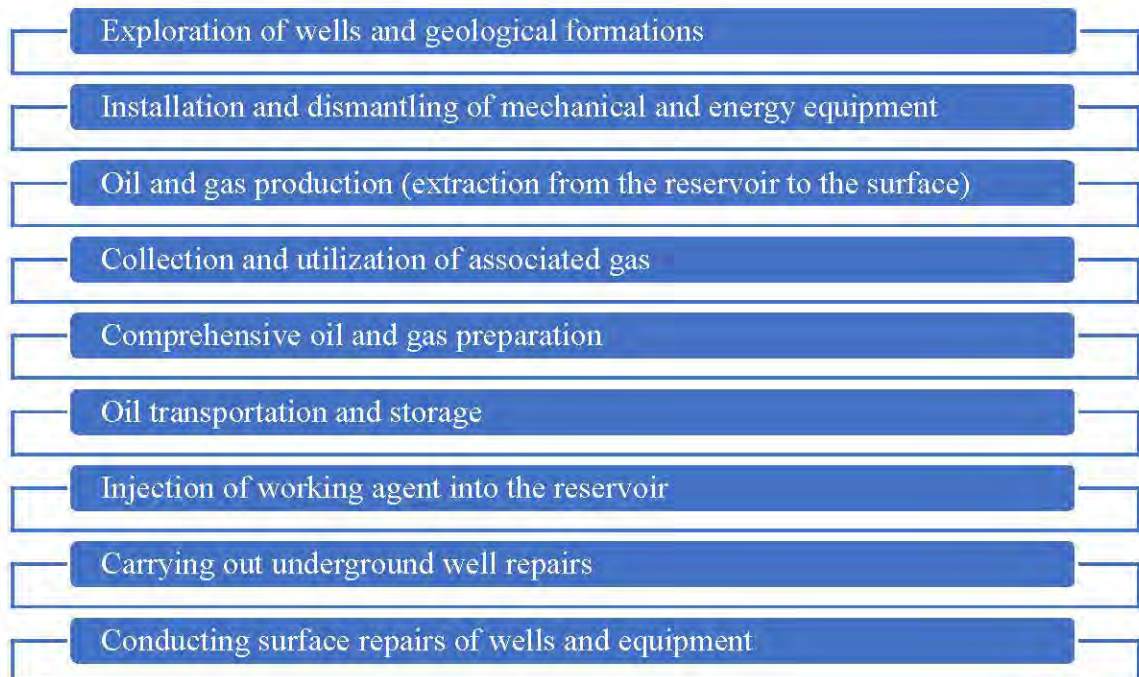 Exploration of wells and geological formations
Installation and dismantling of mechanical and energy equipment
Oil and gas production (extraction from the reservoir to the surface)
Collection and utilization of associated gas
Comprehensive oil and gas preparation
Oil transportation and storage
Injection of working agent into the reservoir
Carrying out underground well repairs
Conducting surface repairs of wells and equipment